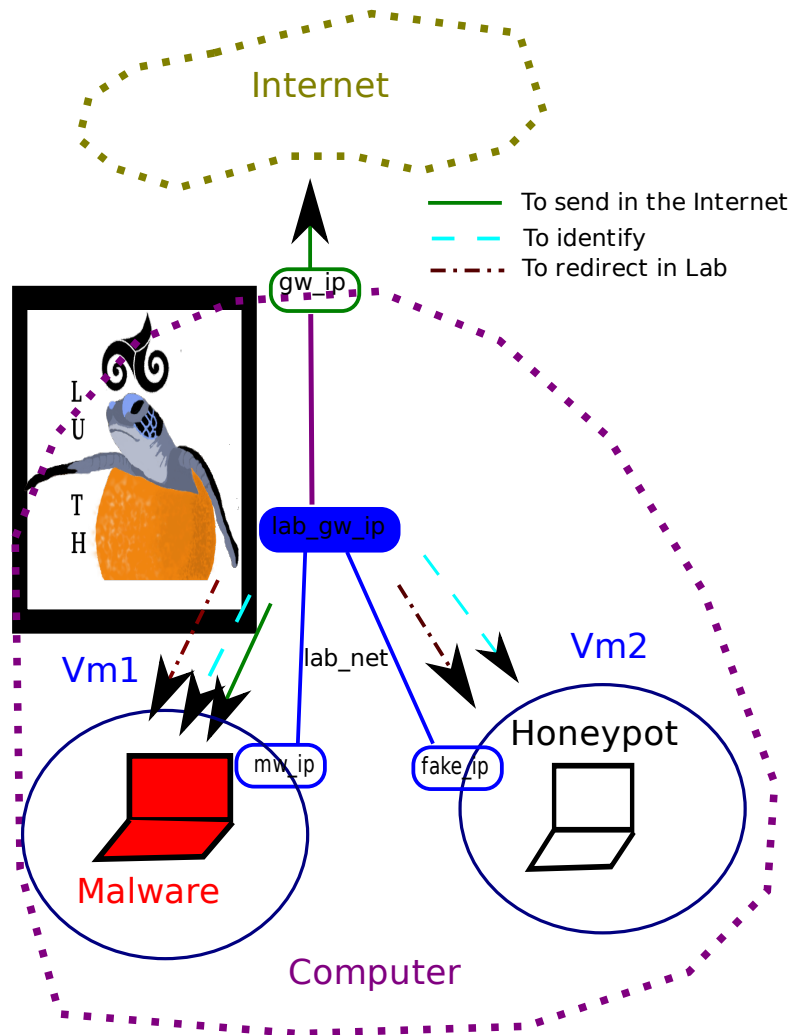 Internet
To send in the Internet
To identify
To redirect in Lab
gw_ip
L
U
T
H
lab_gw_ip
lab_net
Vm1
Vm2
Honeypot
mw_ip
fake_ip
Malware
Computer